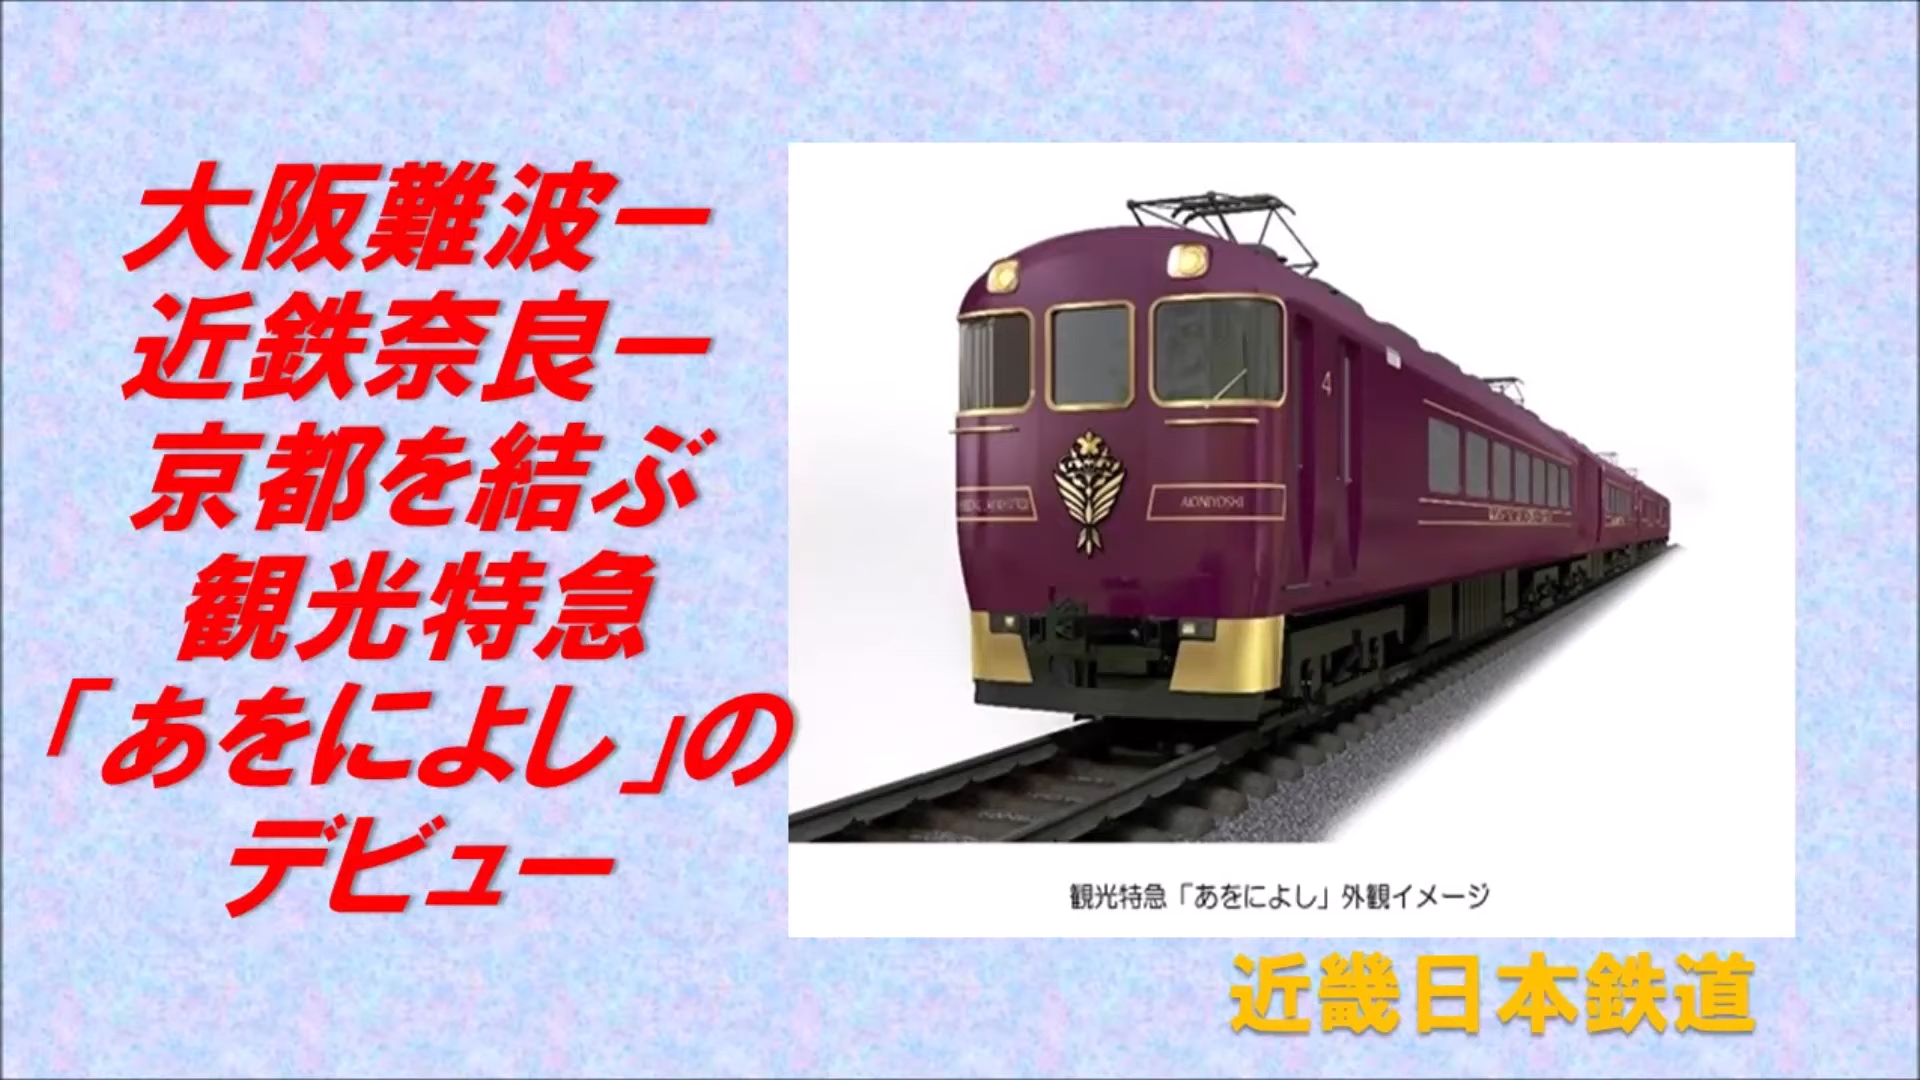 大阪難波ー
近鉄奈良ー
京都を結ぶ
観光特急
「あをによし」の
デビュー
4
AONIYOSHI
観光特急「あをによし」外観イメージ
近畿日本鉄道